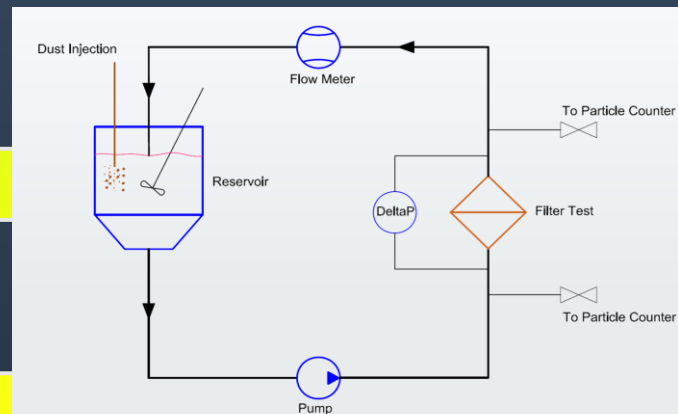 Dust Injection
Flow Meter
To Particle Counter
Reservoir
DeltaP
Filter Test
To Particle Counter
Pump